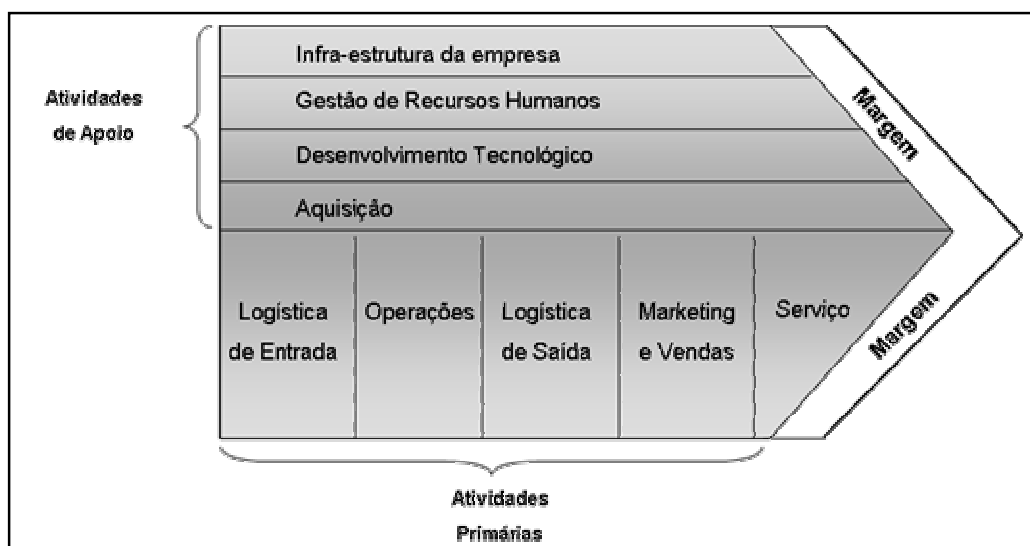 Infra-estrutura da empresa
Gestão de Recursos Humanos
Desenvolvimento Tecnológico
Aquisição
Atividades
de Apoio
Margem
Margem
Logística
de Entrada
Operações
Logística
de Saída
Marketing
e Vendas
Serviço
Atividades
Primárias